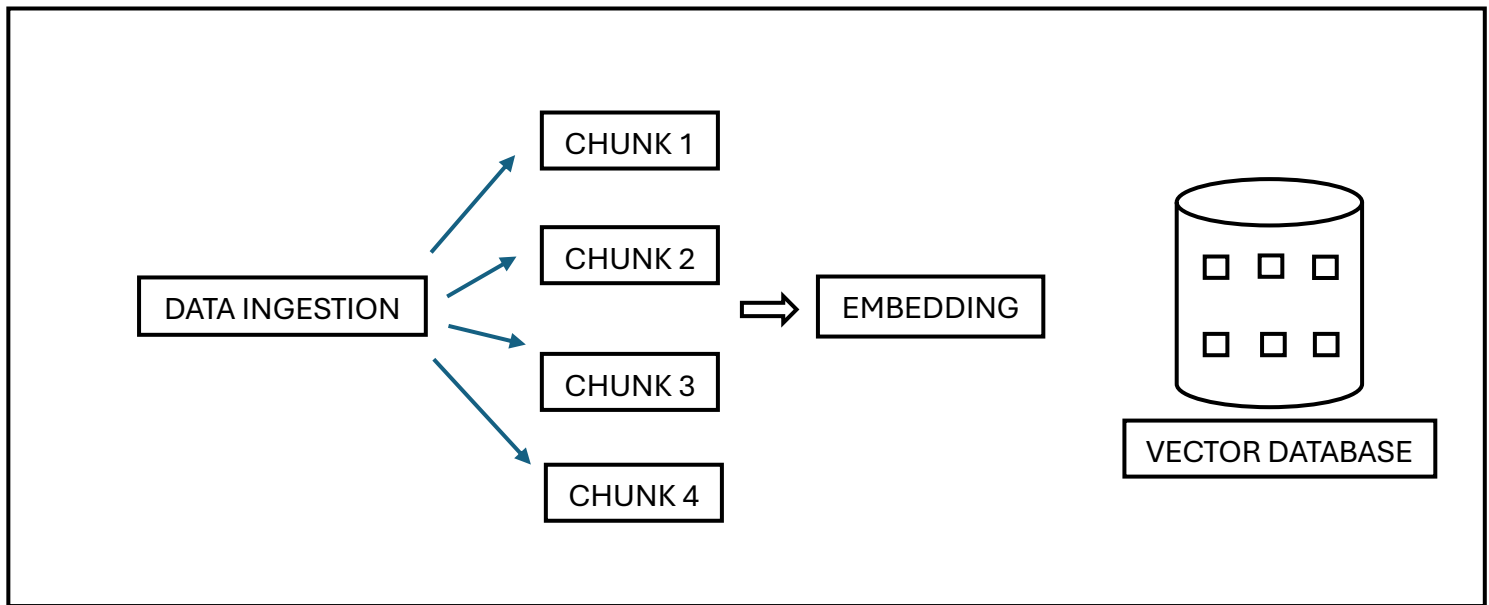 DATA INGESTION
CHUNK 1
CHUNK 2
CHUNK 3
CHUNK 4
EMBEDDING
VECTOR DATABASE